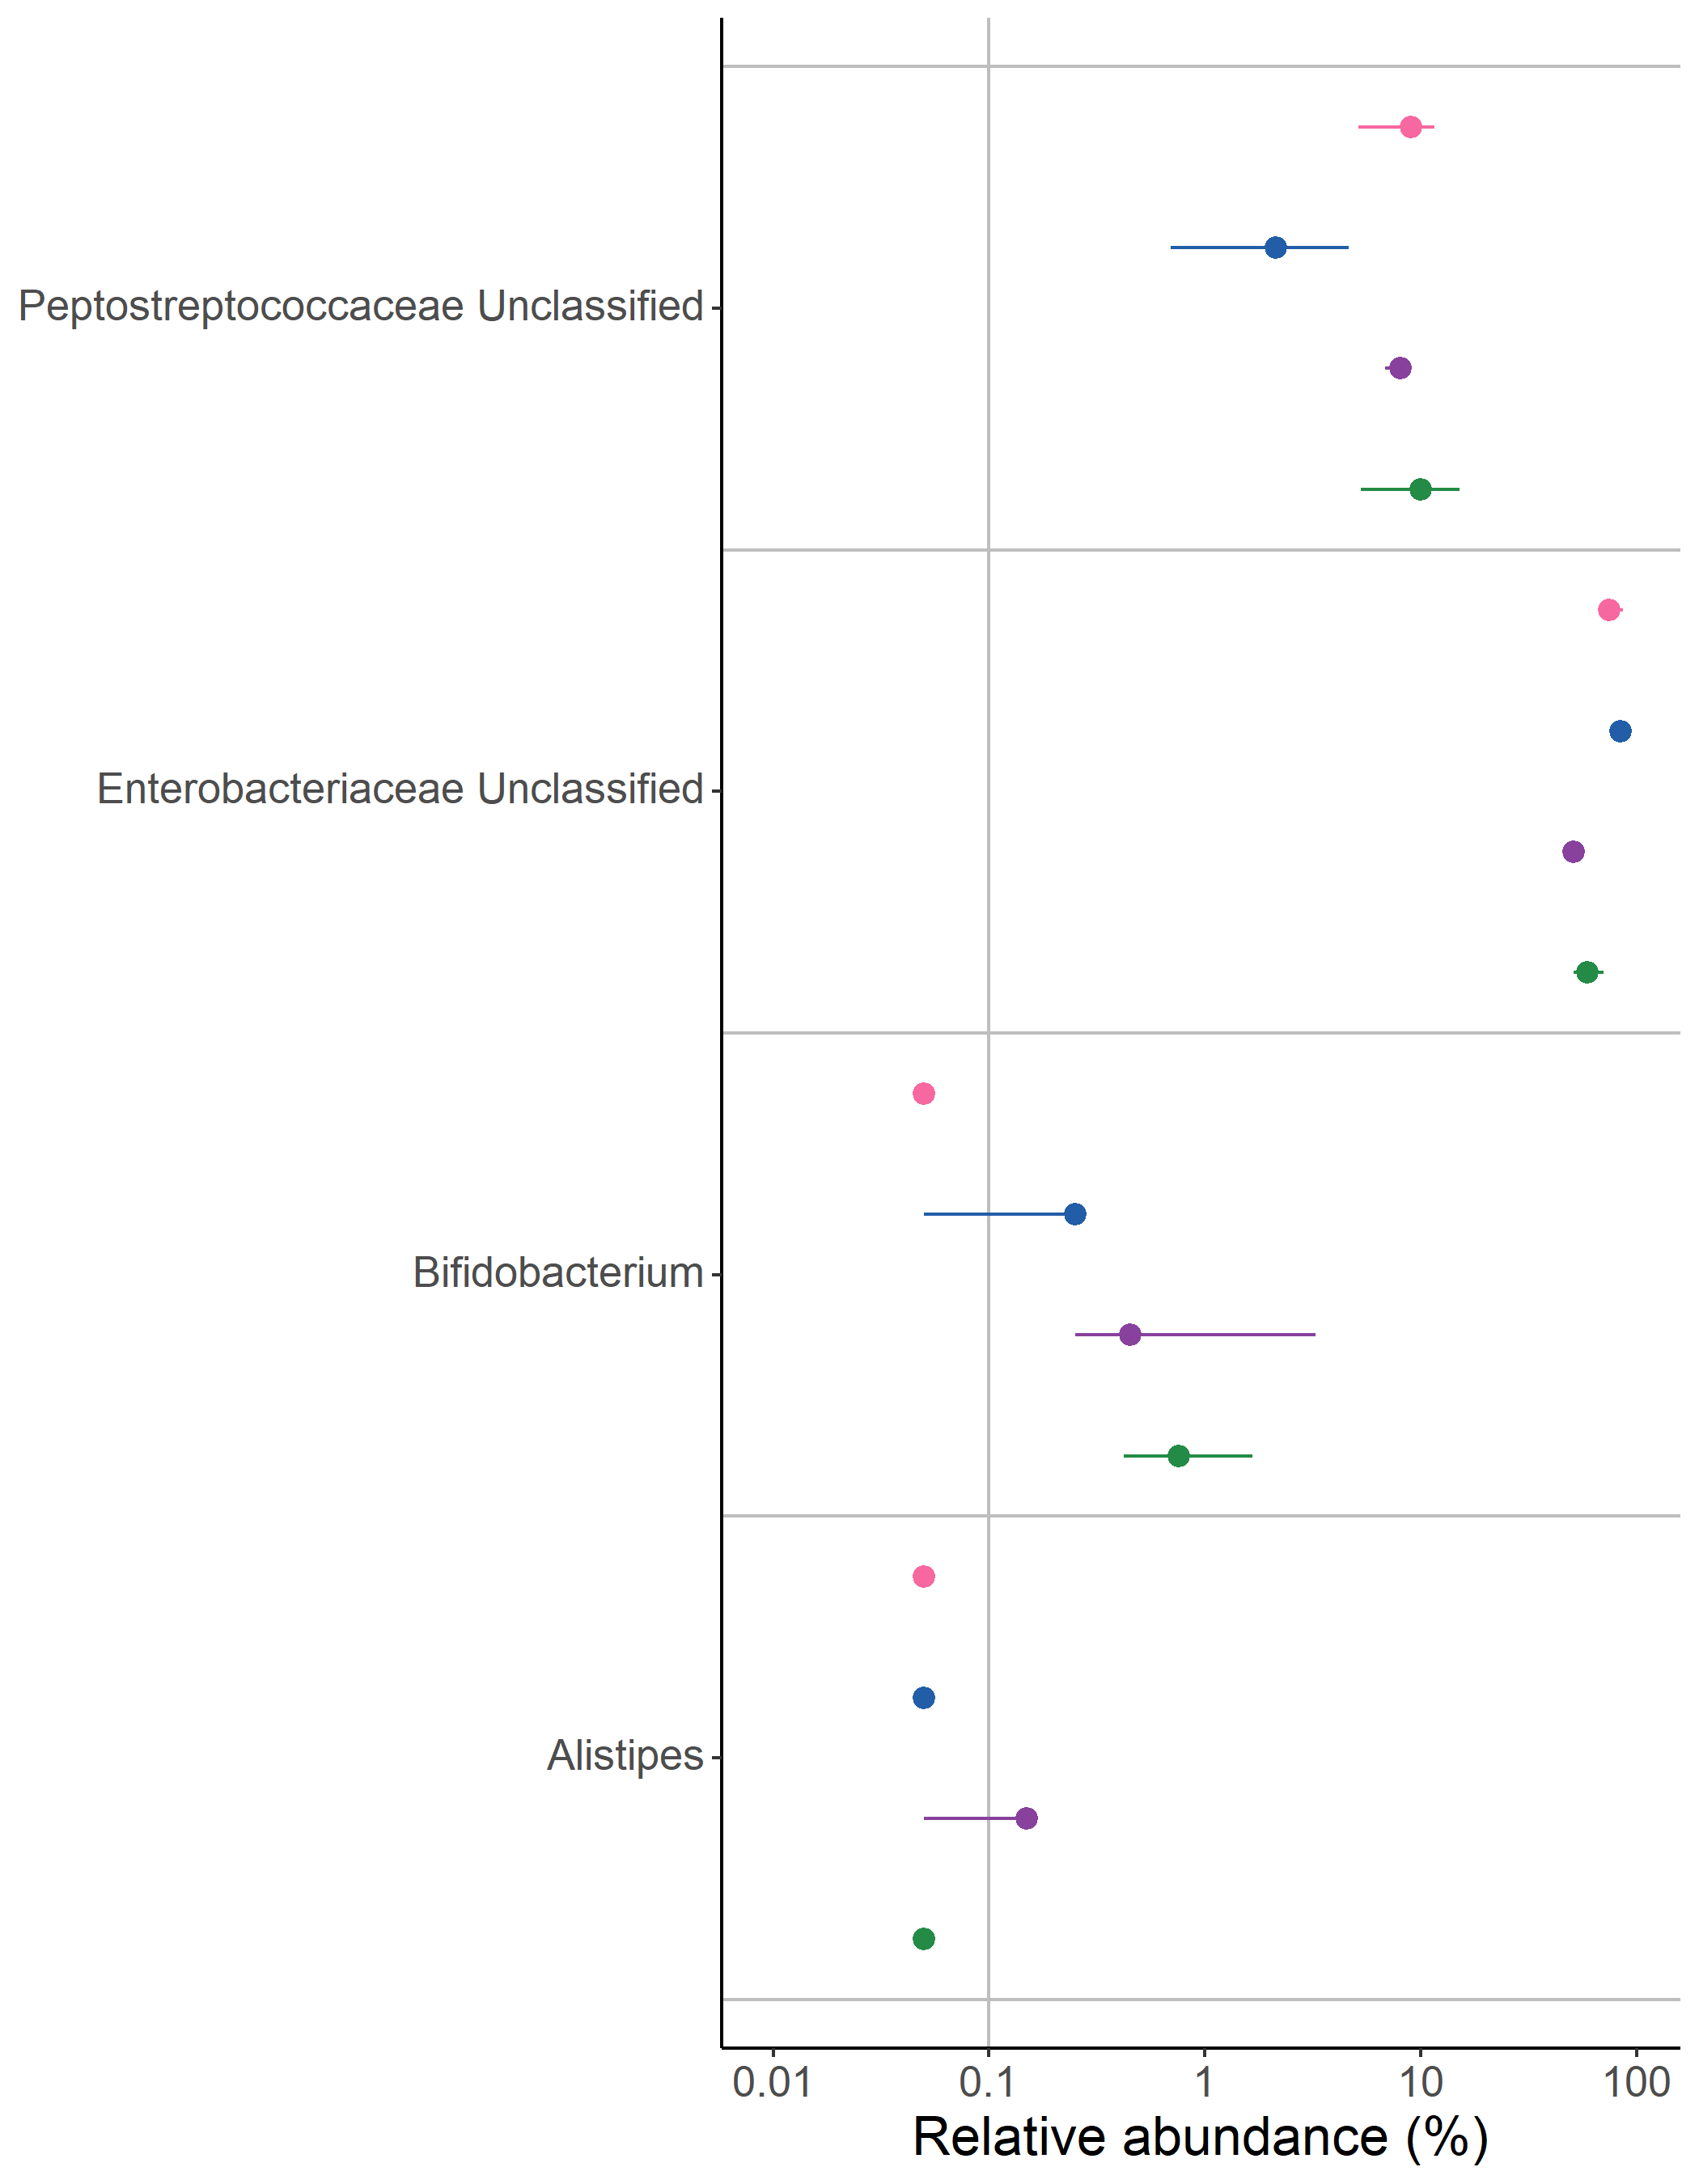 Peptostreptococcaceae Unclassified
Enterobacteriaceae Unclassified
Bifidobacterium
Alistipes
0.01 0.1 1 10 100
Relative abundance (%)